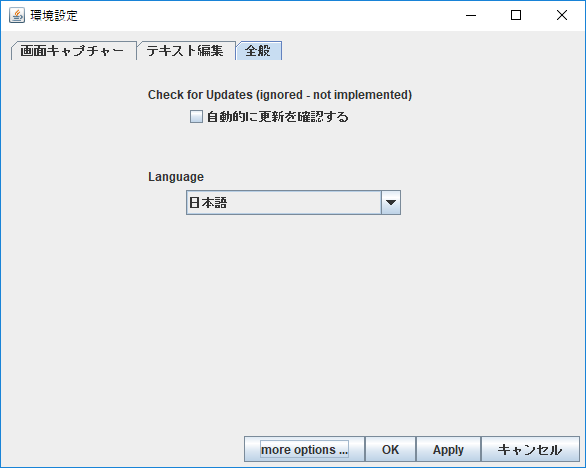 環境設定
画面キャプチャー テキスト編集 全般
Check for Updates (ignored - not implemented)
自動的に更新を確認する
Language
日本語
more options ... OK Apply キャンセル